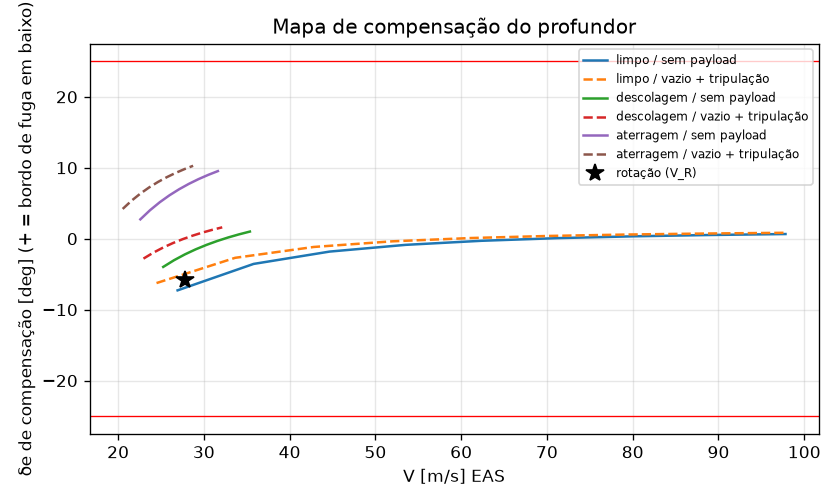 Mapa de compensação do profundor
δe de compensação [deg] (+ = bordo de fuga em baixo)
20
10
0
−10
−20
limpo / sem payload
limpo / vazio + tripulação
descolagem / sem payload
descolagem / vazio + tripulação
aterragem / sem payload
aterragem / vazio + tripulação
rotação (V_R)
20 30 40 50 60 70 80 90 100
V [m/s] EAS